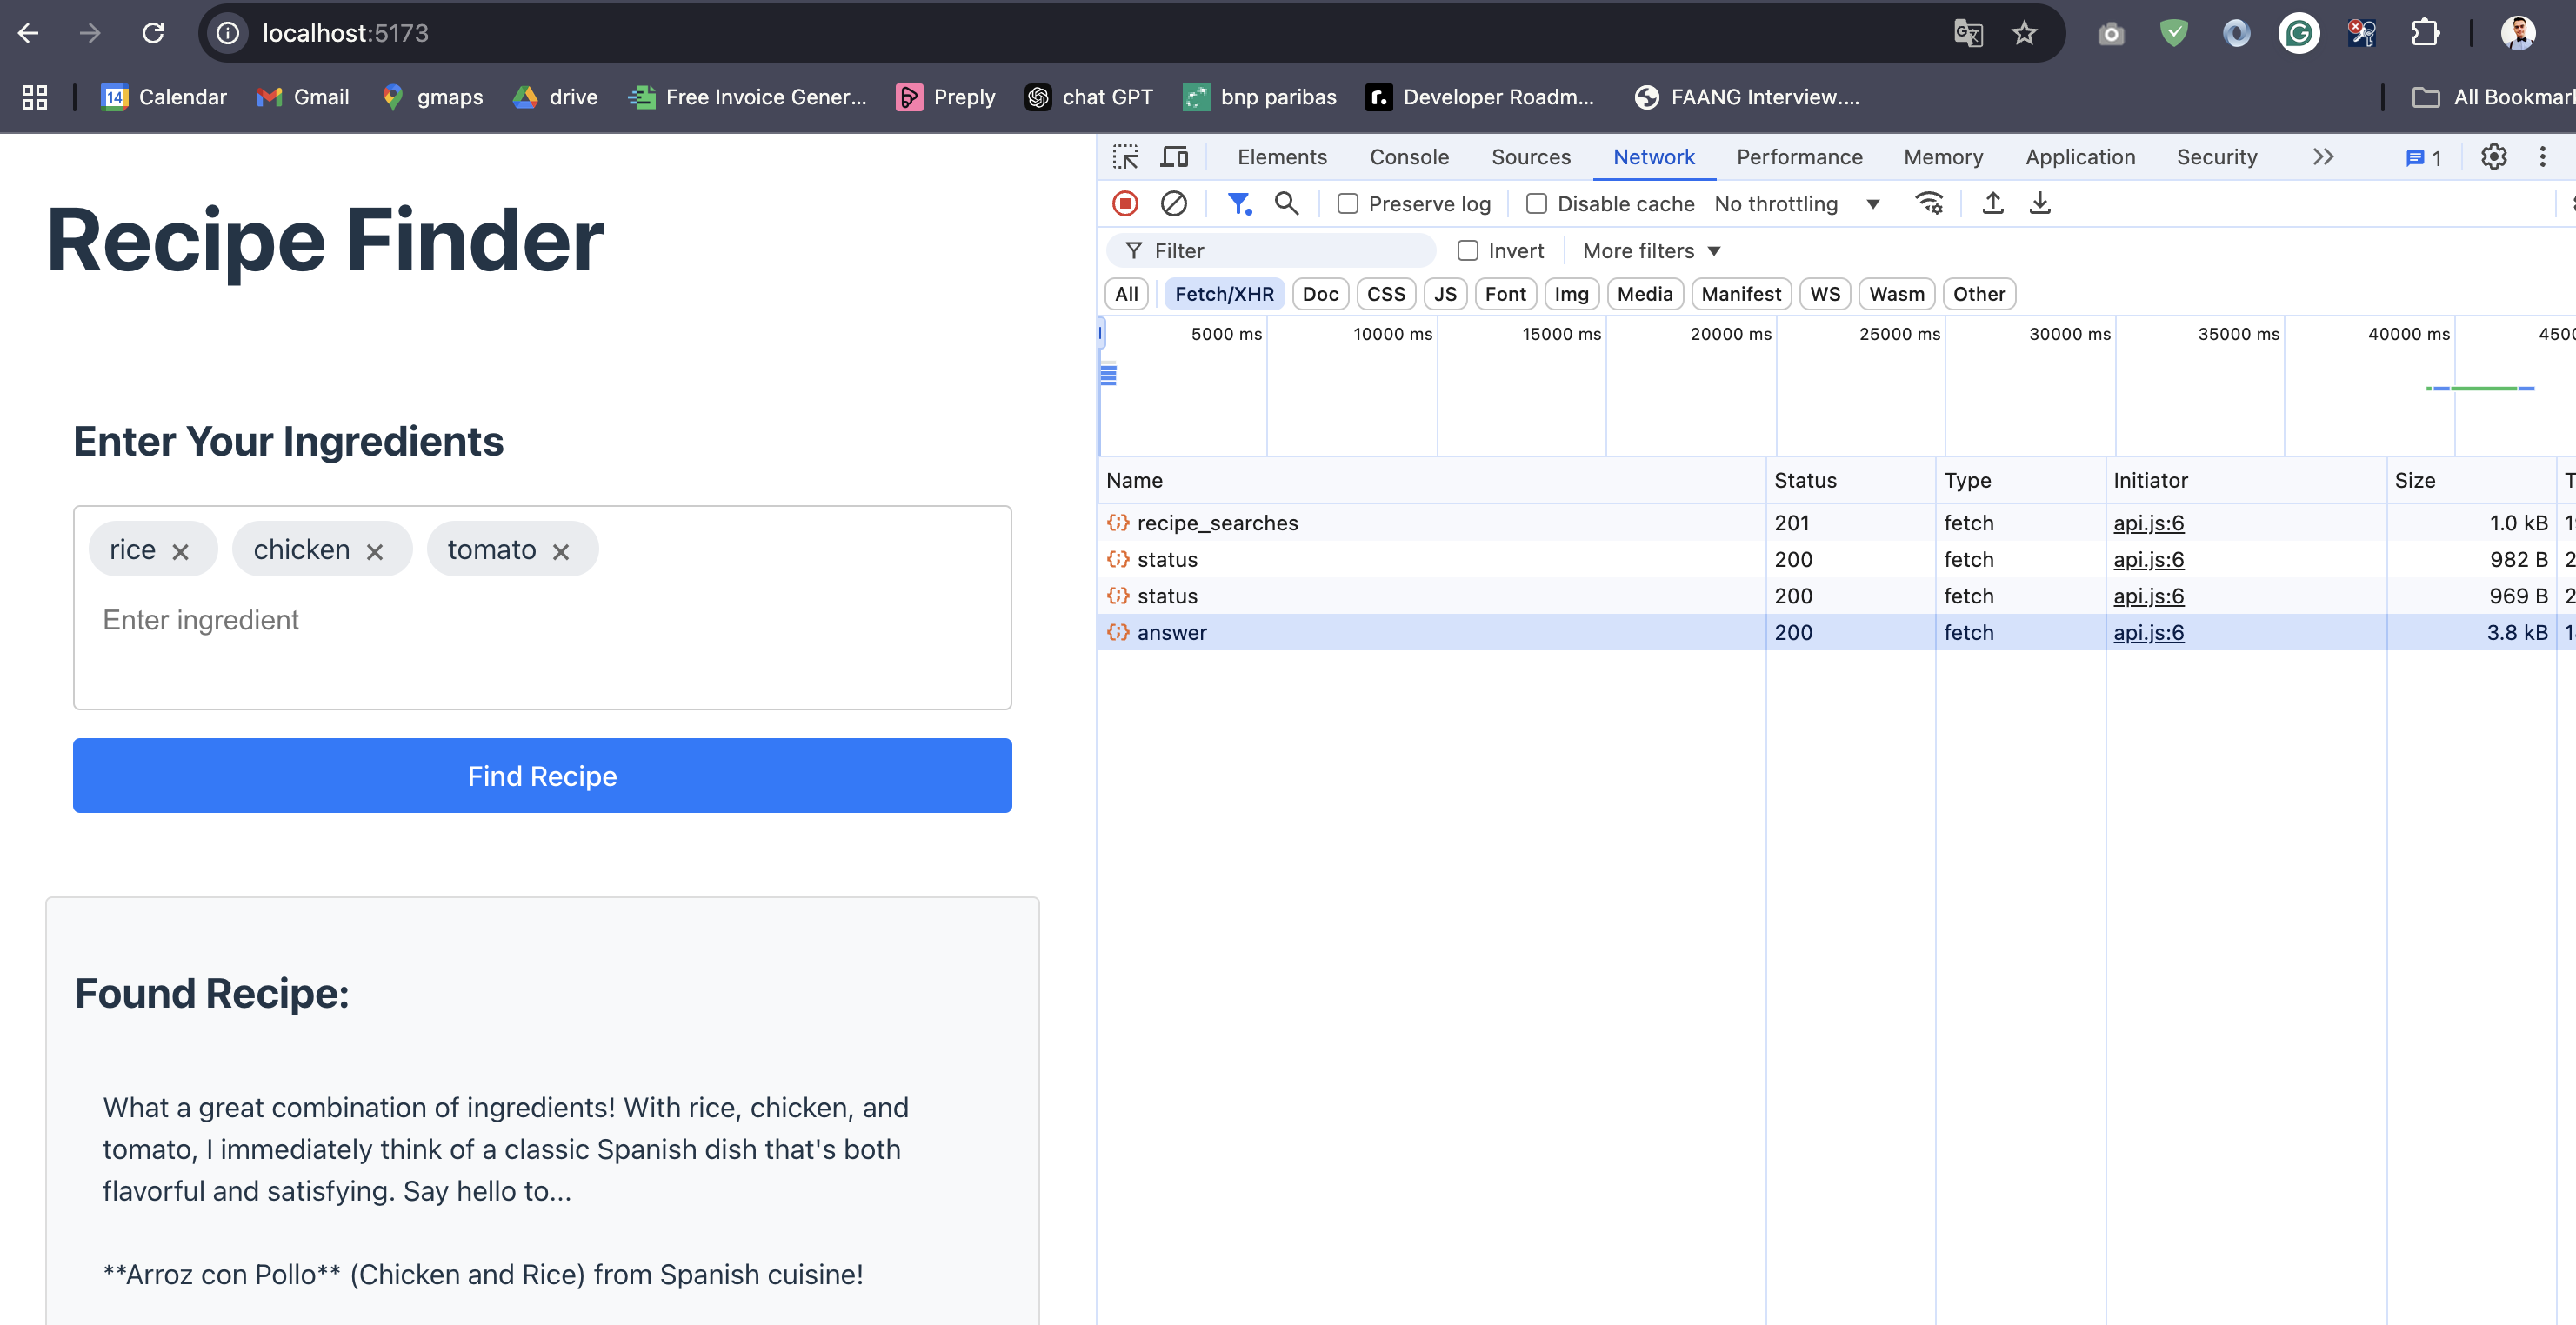 localhost:5173
14 Calendar Gmail gmaps drive Free Invoice Gener... Preply chat GPT bnp paribas Developer Roadm... FAANG Interview.... All Bookmar
Recipe Finder
Enter Your Ingredients
rice × chicken × tomato ×
Enter ingredient
Find Recipe
Found Recipe:
What a great combination of ingredients! With rice, chicken, and
tomato, I immediately think of a classic Spanish dish that's both
flavorful and satisfying. Say hello to...
**Arroz con Pollo** (Chicken and Rice) from Spanish cuisine!
Elements Console Sources Network Performance Memory Application Security 1
Preserve log Disable cache No throttling
Filter Invert More filters
All Fetch/XHR Doc CSS JS Font Img Media Manifest WS Wasm Other
5000 ms 10000 ms 15000 ms 20000 ms 25000 ms 30000 ms 35000 ms 40000 ms 4500
Name Status Type Initiator Size T
recipe_searches 201 fetch api.js:6 1.0 kB 1
status 200 fetch api.js:6 982 B 2
status 200 fetch api.js:6 969 B 2
answer 200 fetch api.js:6 3.8 kB 1